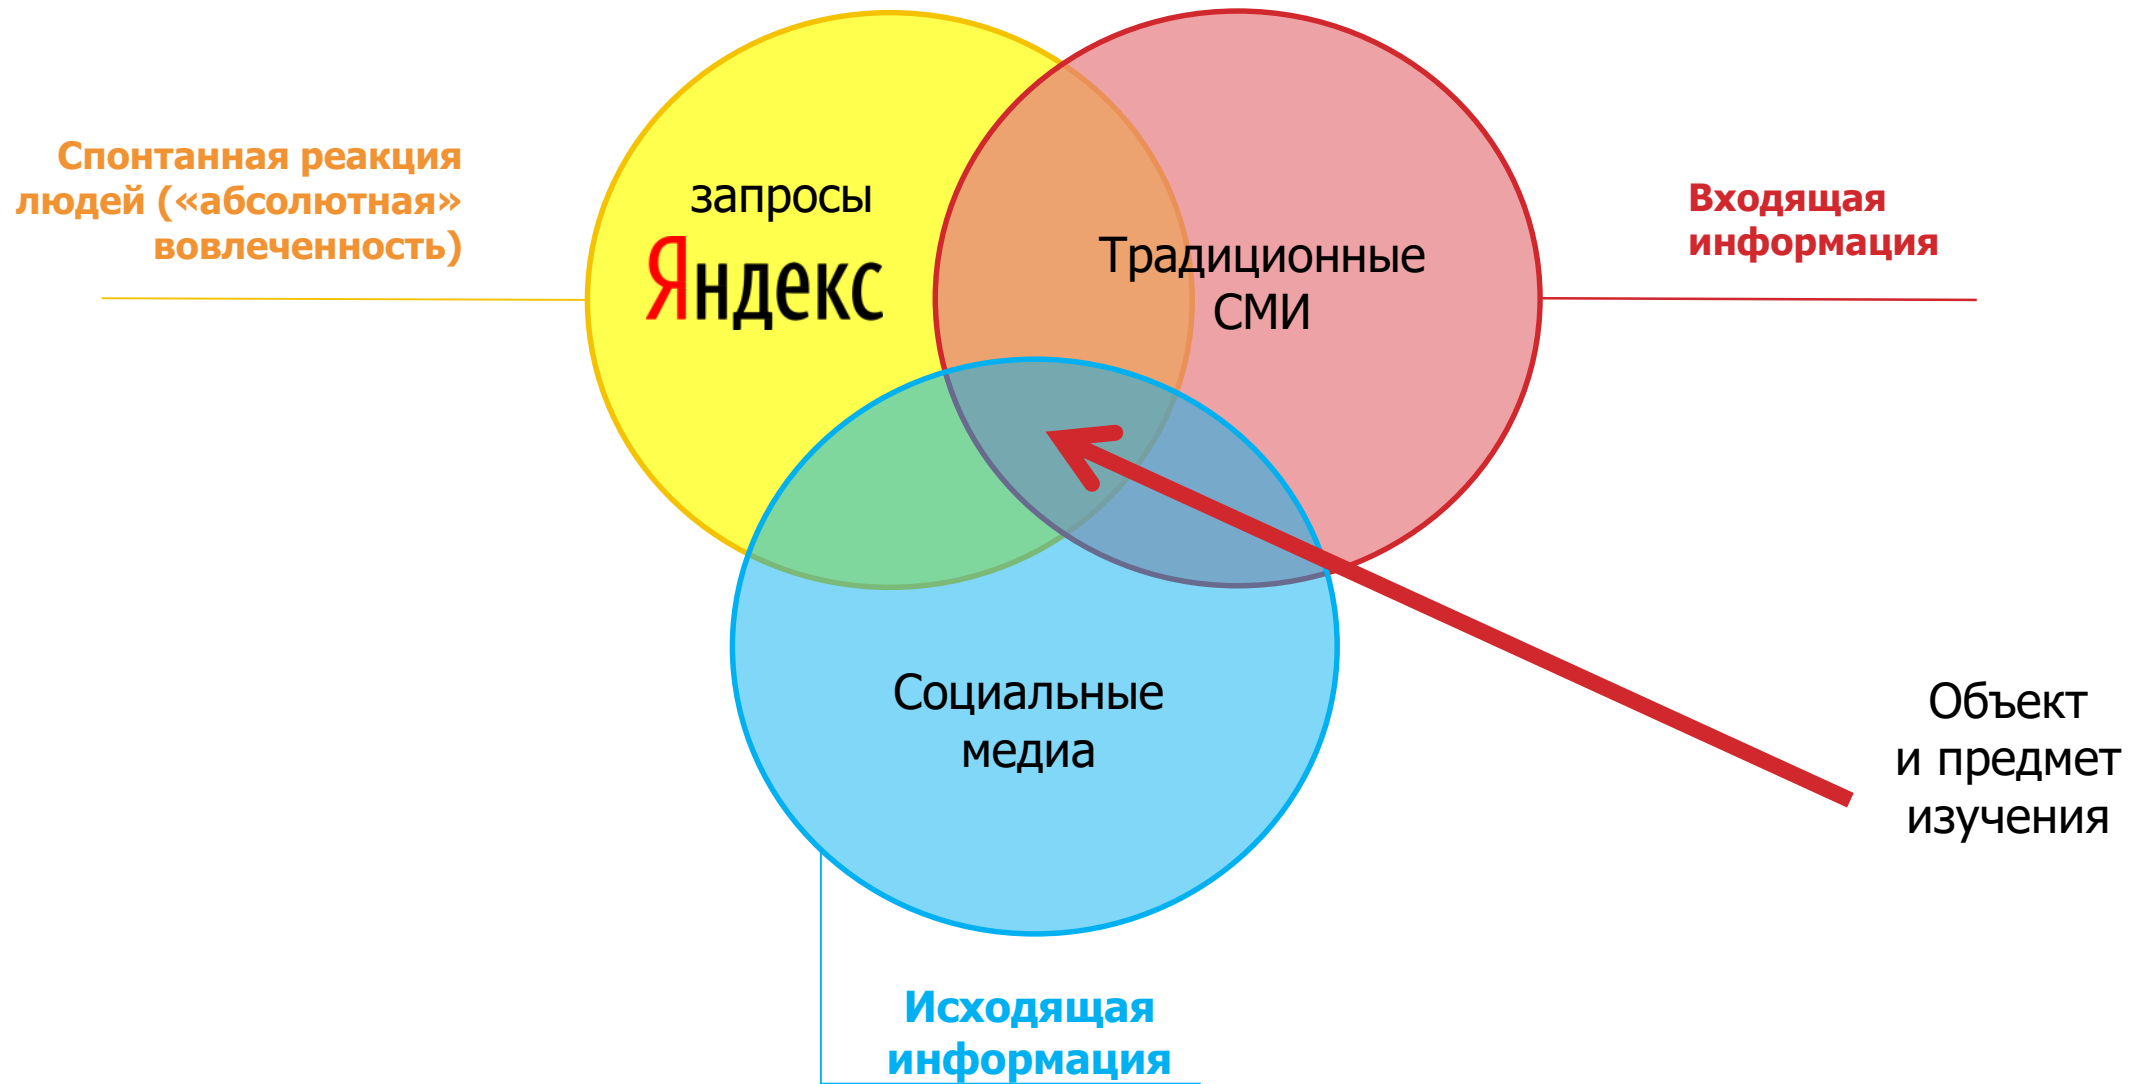 Спонтанная реакция
людей («абсолютная»
вовлеченность)
запросы
Яндекс
Традиционные
СМИ
Входящая
информация
Социальные
медиа
Объект
и предмет
изучения
Исходящая
информация